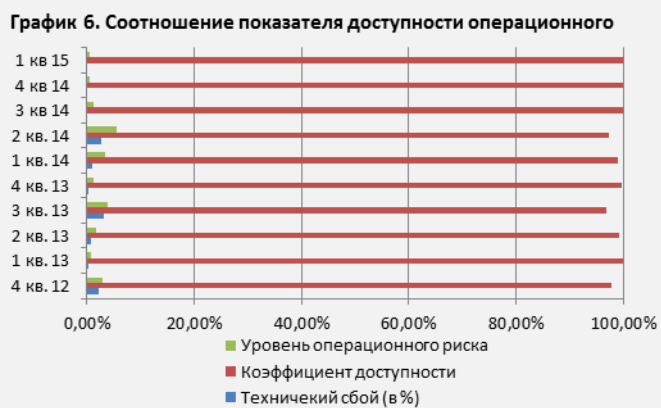 График 6. Соотношение показателя доступности операционного
1 кв 15
4 кв 14
3 кв 14
2 кв. 14
1 кв. 14
4 кв. 13
3 кв. 13
2 кв. 13
1 кв. 13
4 кв. 12
0,00% 20,00% 40,00% 60,00% 80,00% 100,00%
Уровень операционного риска
Коэффициент доступности
Техничекий сбой (в %)